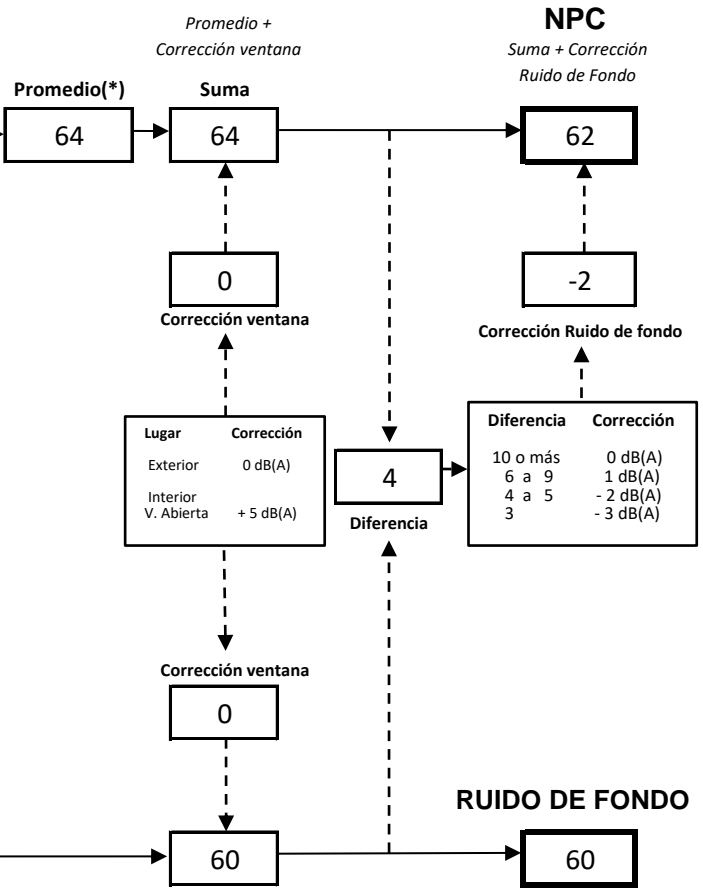 Promedio +
Corrección ventana
NPC
Suma + Corrección
Ruido de Fondo
Promedio(*)
Suma
64
64
62
0
-2
Corrección ventana
Corrección Ruido de fondo
Lugar Corrección
Exterior 0 dB(A)
Interior
V. Abierta + 5 dB(A)
4
Diferencia
Diferencia Corrección
10 o más 0 dB(A)
6 a 9 1 dB(A)
4 a 5 - 2 dB(A)
3 - 3 dB(A)
Corrección ventana
0
RUIDO DE FONDO
60
60